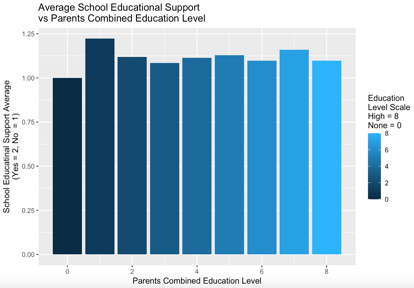 Average School Educational Support
vs Parents Combined Education Level
School Educatinal Support Average
(Yes = 2, No = 1)
1.25
1.00
0.75
0.50
0.25
0.00
0 2 4 6 8
Parents Combined Education Level
Education
Level Scale
High = 8
None = 0
8
6
4
2
0